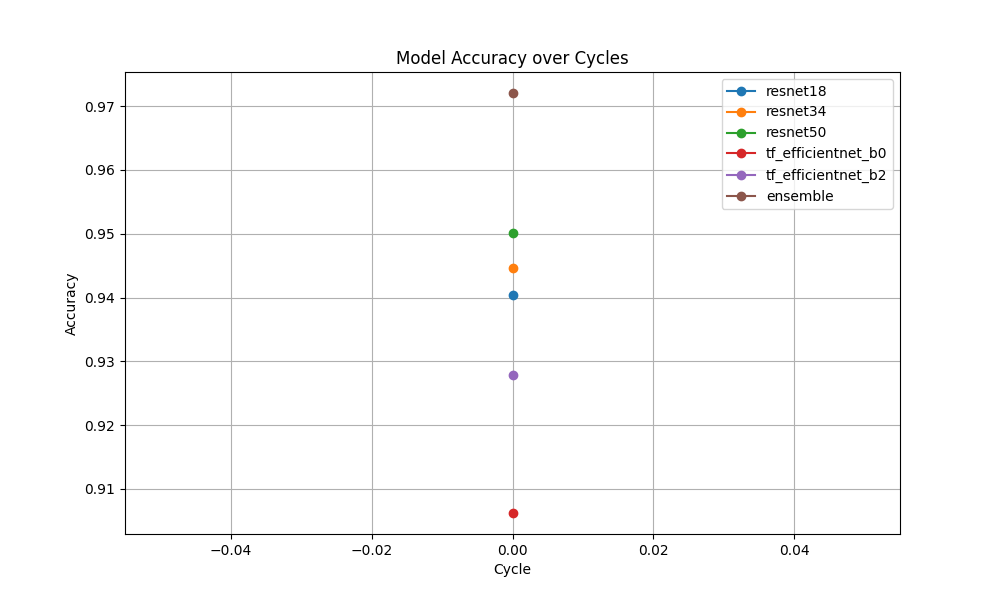 Model Accuracy over Cycles
resnet18
resnet34
resnet50
tf_efficientnet_b0
tf_efficientnet_b2
ensemble
Accuracy
0.97
0.96
0.95
0.94
0.93
0.92
0.91
−0.04
−0.02
0.00
0.02
0.04
Cycle